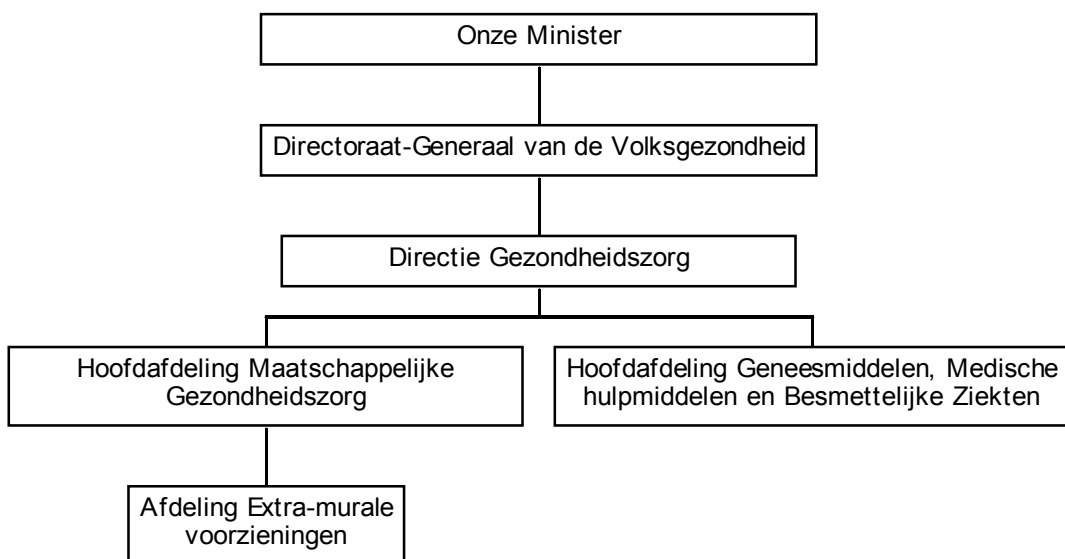 Onze Minister
Directoraat-Generaal van de Volksgezondheid
Directie Gezondheidszorg
Hoofdafdeling Maatschappelijke
Gezondheidszorg
Hoofdafdeling Geneesmiddelen, Medische
hulpmiddelen en Besmettelijke Ziekten
Afdeling Extra-murale
voorzieningen